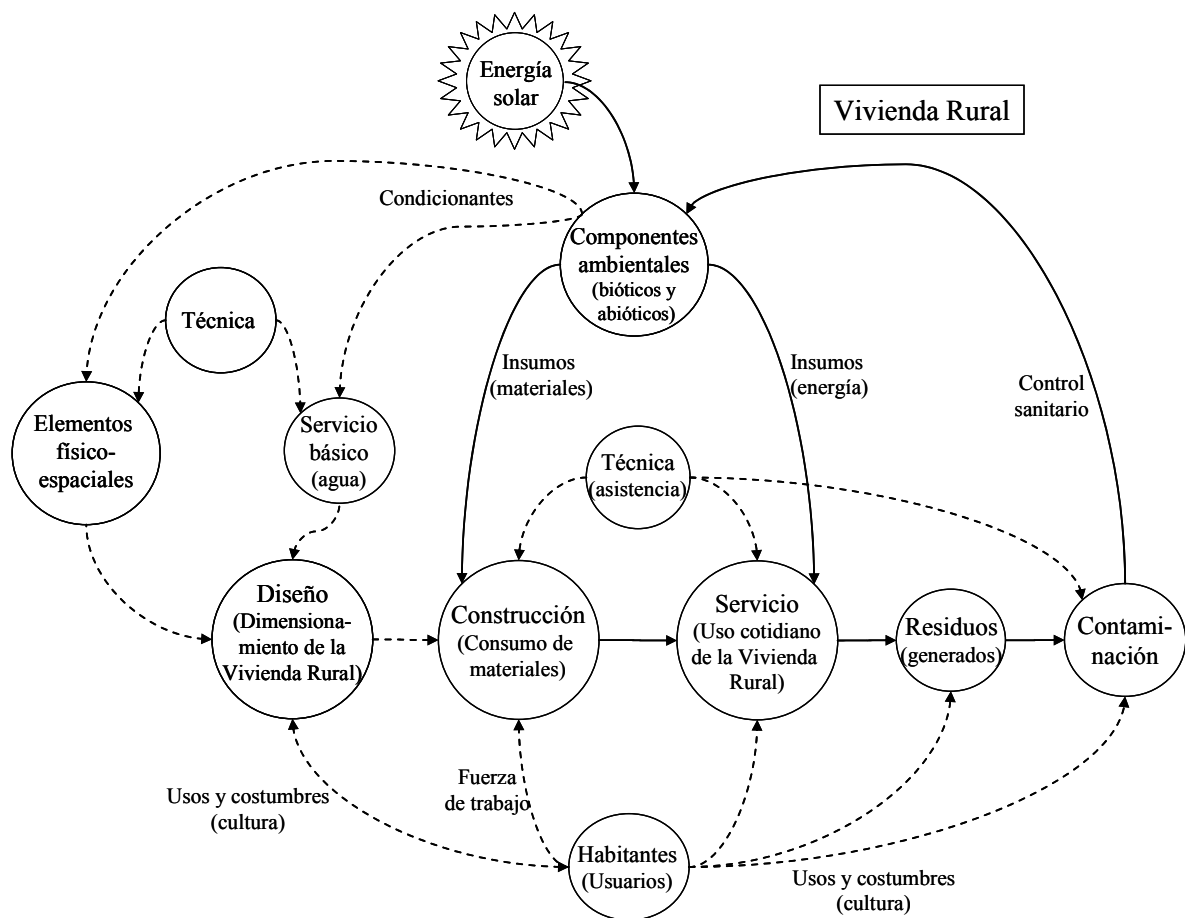 Energía
solar
Vivienda Rural
Condicionantes
Componentes
ambientales
(bióticos y
abióticos)
Técnica
Insumos
(materiales)
Insumos
(energía)
Control
sanitario
Elementos
físico-
espaciales
Servicio
básico
(agua)
Técnica
(asistencia)
Diseño
(Dimensiona-
miento de la
Vivienda Rural)
Construcción
(Consumo de
materiales)
Servicio
(Uso cotidiano
de la Vivienda
Rural)
Residuos
(generados)
Contami-
nación
Usos y costumbres
(cultura)
Fuerza
de trabajo
Habitantes
(Usuarios)
Usos y costumbres
(cultura)